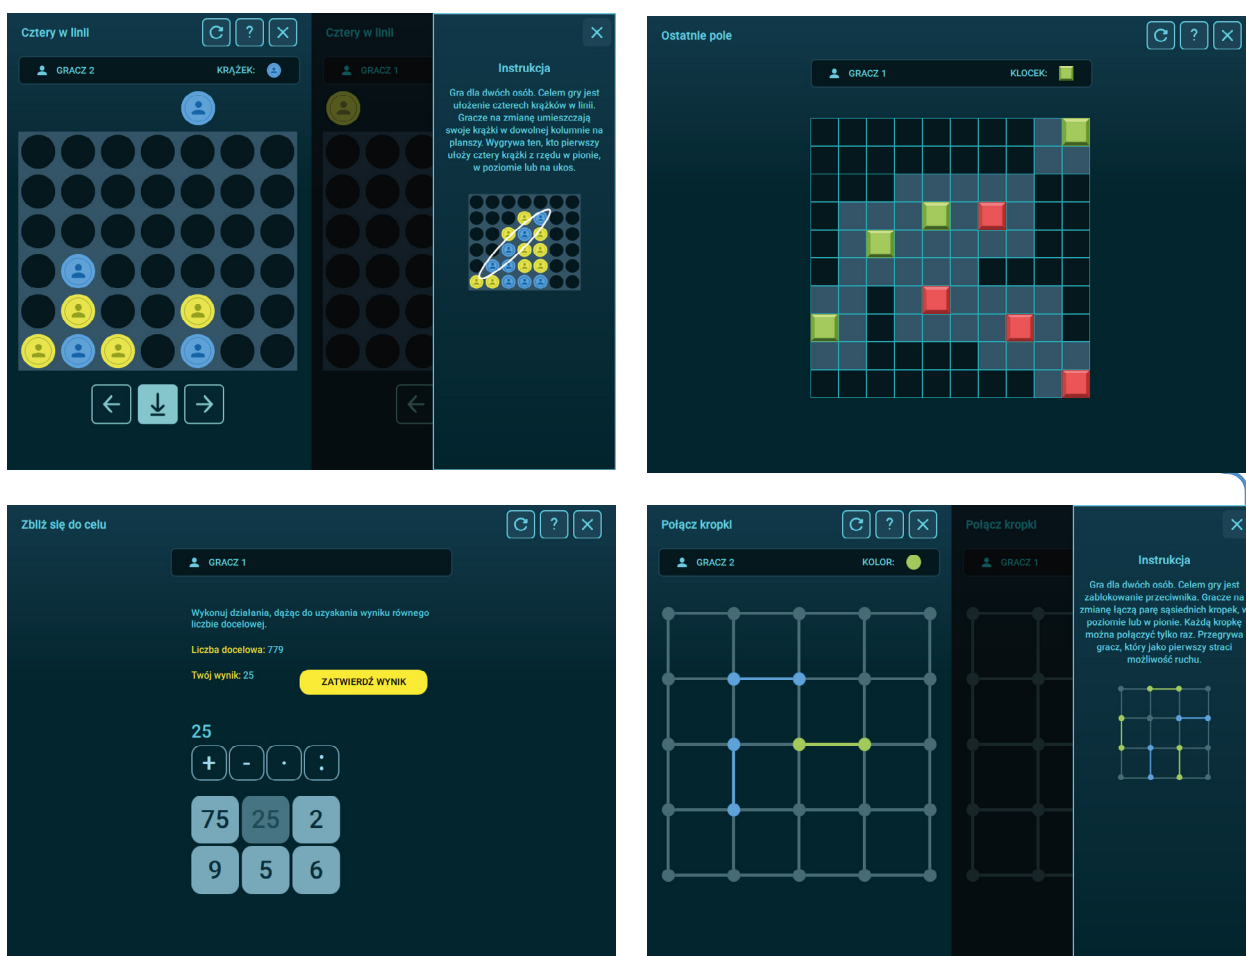 Cztery w linii
?
GRACZ 2
KRĄŻEK:
Cztery w linii
GRACZ 1
Instrukcja
Gra dla dwóch osób. Celem gry jest
ułożenie czterech krążków w linii.
Gracze na zmianę umieszczają
swoje krążki w dowolnej kolumnie na
planszy. Wygrywa ten, kto pierwszy
ułoży cztery krążki z rzędu w pionie,
w poziomie lub na ukos.
Ostatnie pole
?
GRACZ 1
KLOCEK:
Zbliż się do celu
?
GRACZ 1
Wykonuj działania, dążąc do uzyskania wyniku równego
liczbie docelowej.
Liczba docelowa: 779
Twój wynik: 25
ZATWIERDŹ WYNIK
25
+ - · :
75 25 2
9 5 6
Połącz kropki
?
GRACZ 2
KOLOR:
Połącz kropki
GRACZ 1
Instrukcja
Gra dla dwóch osób. Celem gry jest
zablokowanie przeciwnika. Gracze na
zmianę łączą parę sąsiednich kropek, w
poziomie lub w pionie. Każdą kropkę
można połączyć tylko raz. Przegrywa
gracz, który jako pierwszy straci
możliwość ruchu.